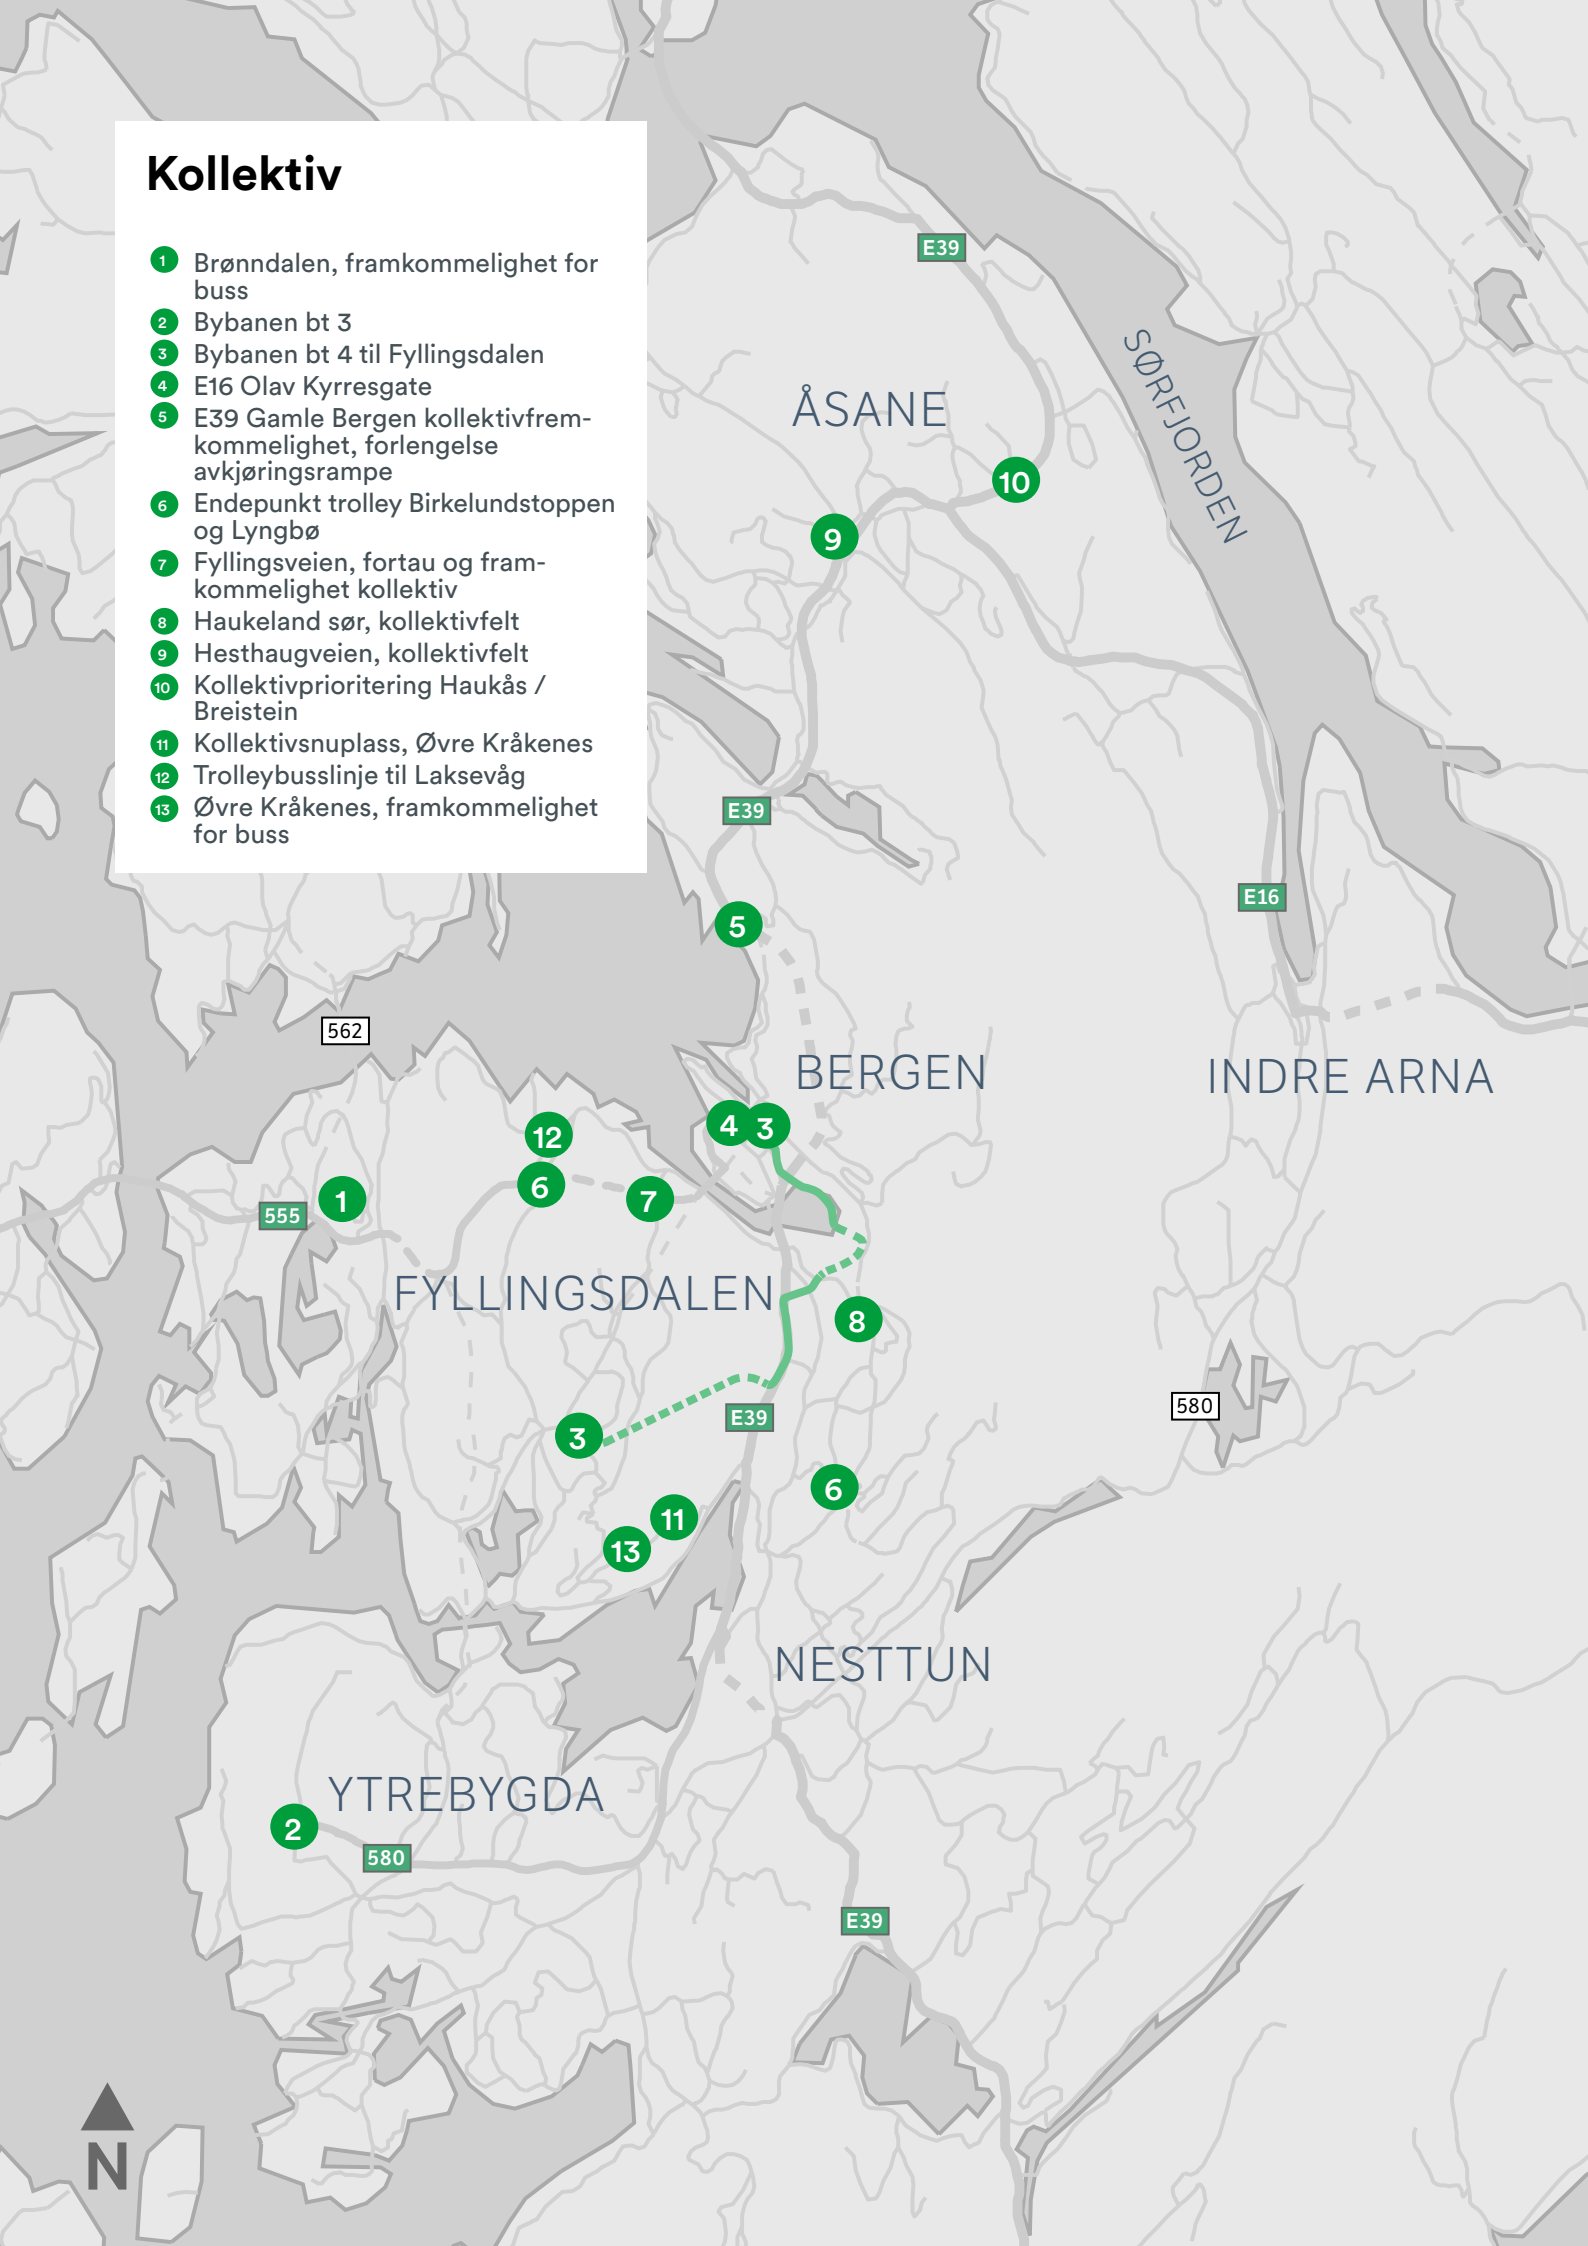 Kollektiv
1 Brønndalen, framkommelighet for
buss
2 Bybanen bt 3
3 Bybanen bt 4 til Fyllingsdalen
4 E16 Olav Kyrresgate
5 E39 Gamle Bergen kollektivfrem-
kommelighet, forlengelse
avkjøringsrampe
6 Endepunkt trolley Birkelundstoppen
og Lyngbø
7 Fyllingsveien, fortau og fram-
kommelighet kollektiv
8 Haukeland sør, kollektivfelt
9 Hesthaugveien, kollektivfelt
10 Kollektivprioritering Haukås /
Breistein
11 Kollektivsnuplass, Øvre Kråkenes
12 Trolleybusslinje til Laksevåg
13 Øvre Kråkenes, framkommelighet
for buss
E39
SØRFJORDEN
ÅSANE
10
9
E39
E16
5
562
BERGEN
INDRE ARNA
4 3
12
6
7
1
555
FYLLINGSDALEN
8
580
E39
3
6
11
13
NESTTUN
YTREBYGDA
2
580
E39
N